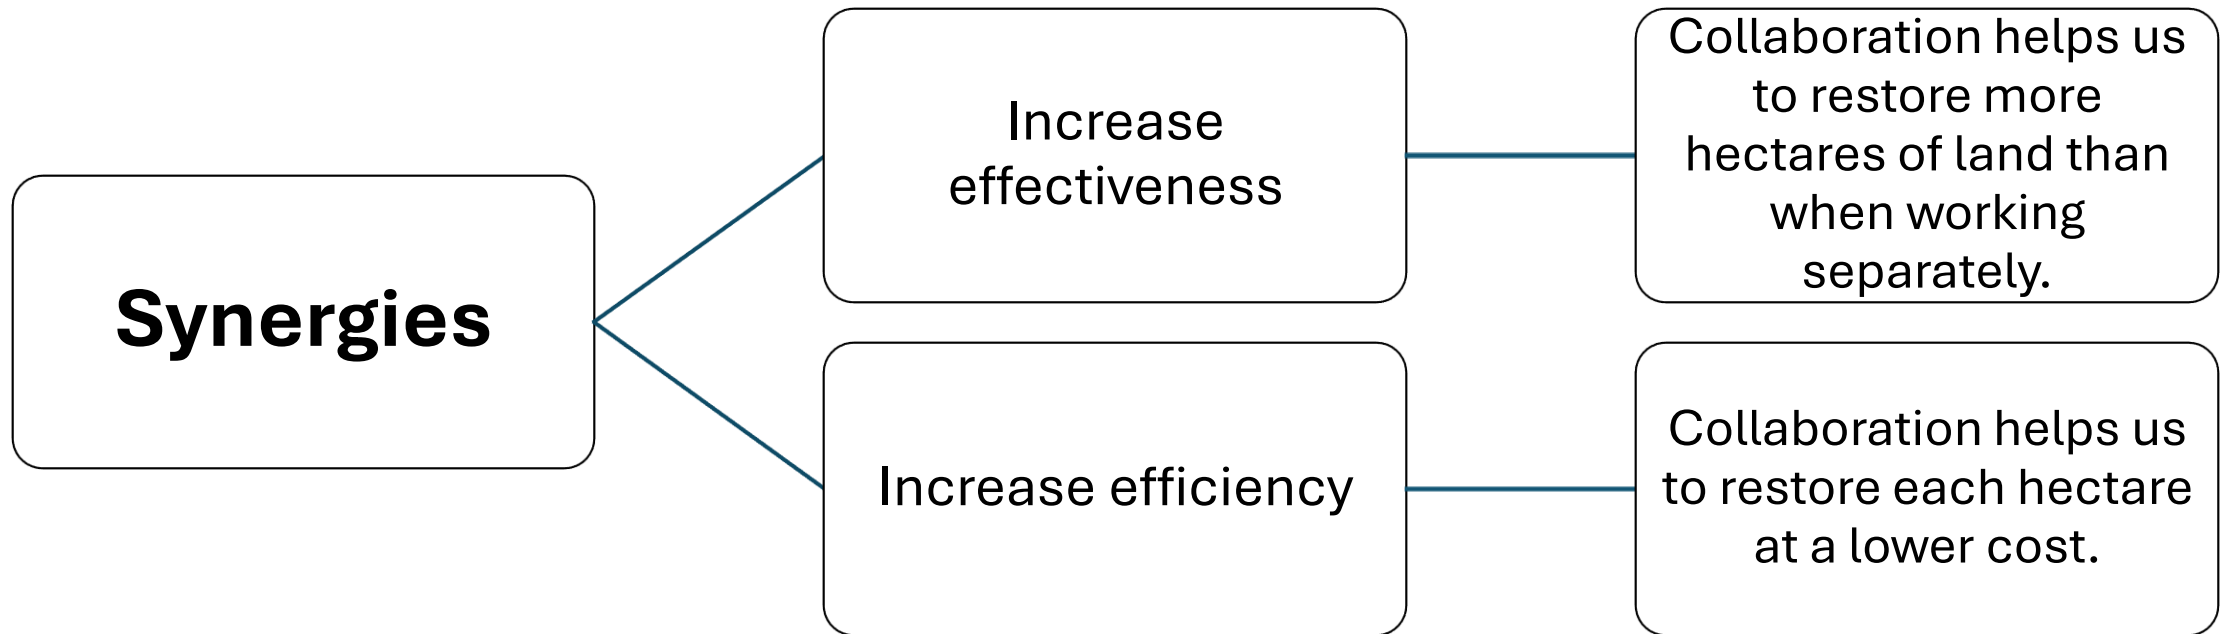 Synergies
Increase
effectiveness
Collaboration helps us
to restore more
hectares of land than
when working
separately.
Increase efficiency
Collaboration helps us
to restore each hectare
at a lower cost.